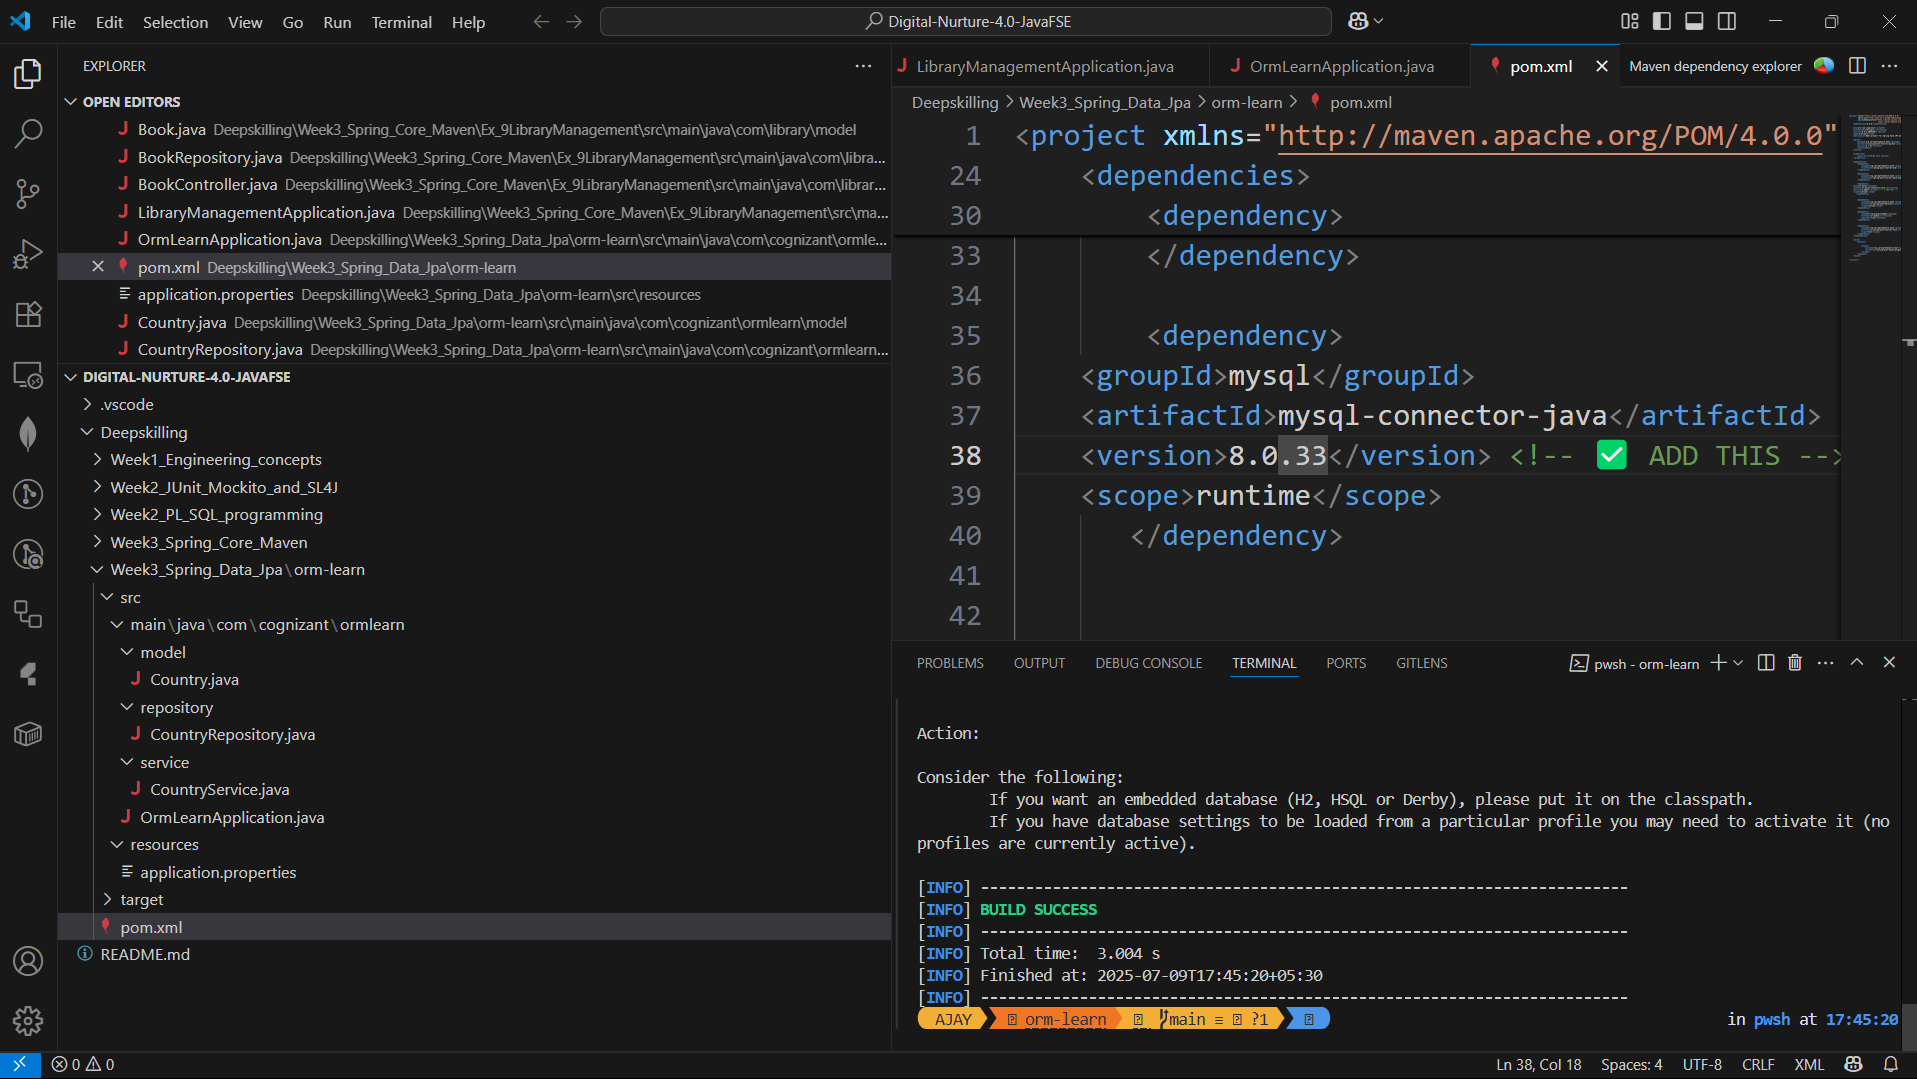 File Edit Selection View Go Run Terminal Help
Digital-Nurture-4.0-JavaFSE
EXPLORER
OPEN EDITORS
Book.java Deepskilling\Week3_Spring_Core_Maven\Ex_9LibraryManagement\src\main\java\com\library\model
BookRepository.java Deepskilling\Week3_Spring_Core_Maven\Ex_9LibraryManagement\src\main\java\com\libra...
BookController.java Deepskilling\Week3_Spring_Core_Maven\Ex_9LibraryManagement\src\main\java\com\librar...
LibraryManagementApplication.java Deepskilling\Week3_Spring_Core_Maven\Ex_9LibraryManagement\src\ma...
OrmLearnApplication.java Deepskilling\Week3_Spring_Data_Jpa\orm-learn\src\main\java\com\cognizant\ormle...
pom.xml Deepskilling\Week3_Spring_Data_Jpa\orm-learn
application.properties Deepskilling\Week3_Spring_Data_Jpa\orm-learn\src\resources
Country.java Deepskilling\Week3_Spring_Data_Jpa\orm-learn\src\main\java\com\cognizant\ormlearn\model
CountryRepository.java Deepskilling\Week3_Spring_Data_Jpa\orm-learn\src\main\java\com\cognizant\ormlearn...
DIGITAL-NURTURE-4.0-JAVAFSE
.vscode
Deepskilling
Week1_Engineering_concepts
Week2_JUnit_Mockito_and_SL4J
Week2_PL_SQL_programming
Week3_Spring_Core_Maven
Week3_Spring_Data_Jpa\orm-learn
src
main\java\com\cognizant\ormlearn
model
Country.java
repository
CountryRepository.java
service
CountryService.java
OrmLearnApplication.java
resources
application.properties
target
pom.xml
README.md
LibraryManagementApplication.java OrmLearnApplication.java pom.xml Maven dependency explorer
Deepskilling > Week3_Spring_Data_Jpa > orm-learn > pom.xml
1 <project xmlns="http://maven.apache.org/POM/4.0.0"
24 <dependencies>
30 <dependency>
33 </dependency>
34
35 <dependency>
36 <groupId>mysql</groupId>
37 <artifactId>mysql-connector-java</artifactId>
38 <version>8.0.33</version> <!-- ✅ ADD THIS -->
39 <scope>runtime</scope>
40 </dependency>
41
42
PROBLEMS OUTPUT DEBUG CONSOLE TERMINAL PORTS GITLENS pwsh - orm-learn
Action:
Consider the following:
If you want an embedded database (H2, HSQL or Derby), please put it on the classpath.
If you have database settings to be loaded from a particular profile you may need to activate it (no
profiles are currently active).
[INFO] ------------------------------------------------------------------------
[INFO] BUILD SUCCESS
[INFO] ------------------------------------------------------------------------
[INFO] Total time:  3.004 s
[INFO] Finished at: 2025-07-09T17:45:20+05:30
[INFO] ------------------------------------------------------------------------
AJAY orm-learn main ≡ ?1 in pwsh at 17:45:20
0 0 Ln 38, Col 18 Spaces: 4 UTF-8 CRLF XML